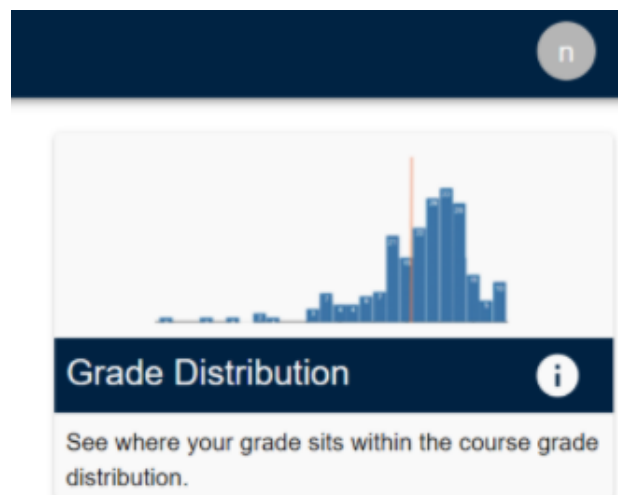 n
Grade Distribution
i
See where your grade sits within the course grade
distribution.